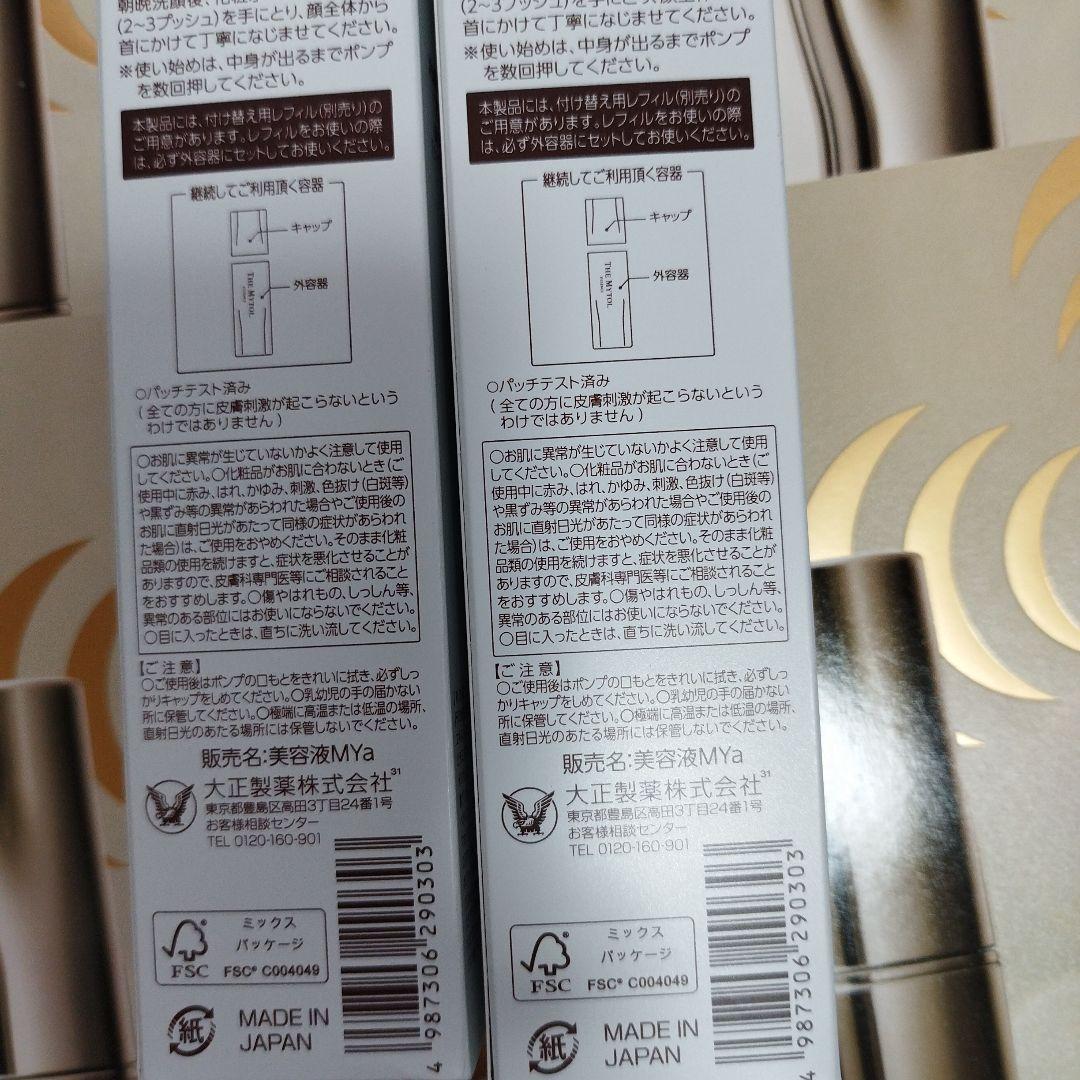 朝晩洗顔後、
(2~3プッシュ)を手にとり、顔全体から
首にかけて丁寧になじませてください。
※使い始めは、中身が出るまでポンプ
を数回押してください。
本製品には、付け替え用レフィル(別売り)の
ご用意があります。レフィルをお使いの際
は、必ず外容器にセットしてお使いください。
継続してご利用頂く容器
キャップ
THE MYTOL
外容器
○パッチテスト済み
(全ての方に皮膚刺激が起こらないという
わけではありません)
○お肌に異常が生じていないかよく注意して使用
してください。○化粧品がお肌に合わないとき(ご
使用中に赤み、はれ、かゆみ、刺激、色抜け(白斑等)
や黒ずみ等の異常があらわれた場合やご使用後の
お肌に直射日光があたって同様の症状があらわれ
た場合)は、ご使用をおやめください。そのまま化粧
品類の使用を続けますと、症状を悪化させることが
ありますので、皮膚科専門医等にご相談されること
をおすすめします。○傷やはれもの、しっしん等、
異常のある部位にはお使いにならないでください。
○目に入ったときは、直ちに洗い流してください。
【ご注意】
○ご使用後はポンプの口もとをきれいに拭き、必ずしっ
かりキャップをしめてください。○乳幼児の手の届かない
所に保管してください。○極端に高温または低温の場所、
直射日光のあたる場所には保管しないでください。
販売名:美容液MYa
大正製薬株式会社31
東京都豊島区高田3丁目24番1号
お客様相談センター
TEL 0120-160-901
4 987306 290303
FSC
ミックス
パッケージ
FSC® C004049
紙
MADE IN
JAPAN
(2~3プッシュ)を手にとり、顔全体から
首にかけて丁寧になじませてください。
※使い始めは、中身が出るまでポンプ
を数回押してください。
本製品には、付け替え用レフィル(別売り)の
ご用意があります。レフィルをお使いの際
は、必ず外容器にセットしてお使いください。
継続してご利用頂く容器
キャップ
THE MYTOL
外容器
○パッチテスト済み
(全ての方に皮膚刺激が起こらないという
わけではありません)
○お肌に異常が生じていないかよく注意して使用
してください。○化粧品がお肌に合わないとき(ご
使用中に赤み、はれ、かゆみ、刺激、色抜け(白斑等)
や黒ずみ等の異常があらわれた場合やご使用後の
お肌に直射日光があたって同様の症状があらわれ
た場合)は、ご使用をおやめください。そのまま化粧
品類の使用を続けますと、症状を悪化させることが
ありますので、皮膚科専門医等にご相談されること
をおすすめします。○傷やはれもの、しっしん等、
異常のある部位にはお使いにならないでください。
○目に入ったときは、直ちに洗い流してください。
【ご注意】
○ご使用後はポンプの口もとをきれいに拭き、必ずしっ
かりキャップをしめてください。○乳幼児の手の届かない
所に保管してください。○極端に高温または低温の場所、
直射日光のあたる場所には保管しないでください。
販売名:美容液MYa
大正製薬株式会社31
東京都豊島区高田3丁目24番1号
お客様相談センター
TEL 0120-160-901
4 987306 290303
FSC
ミックス
パッケージ
FSC® C004049
紙
MADE IN
JAPAN